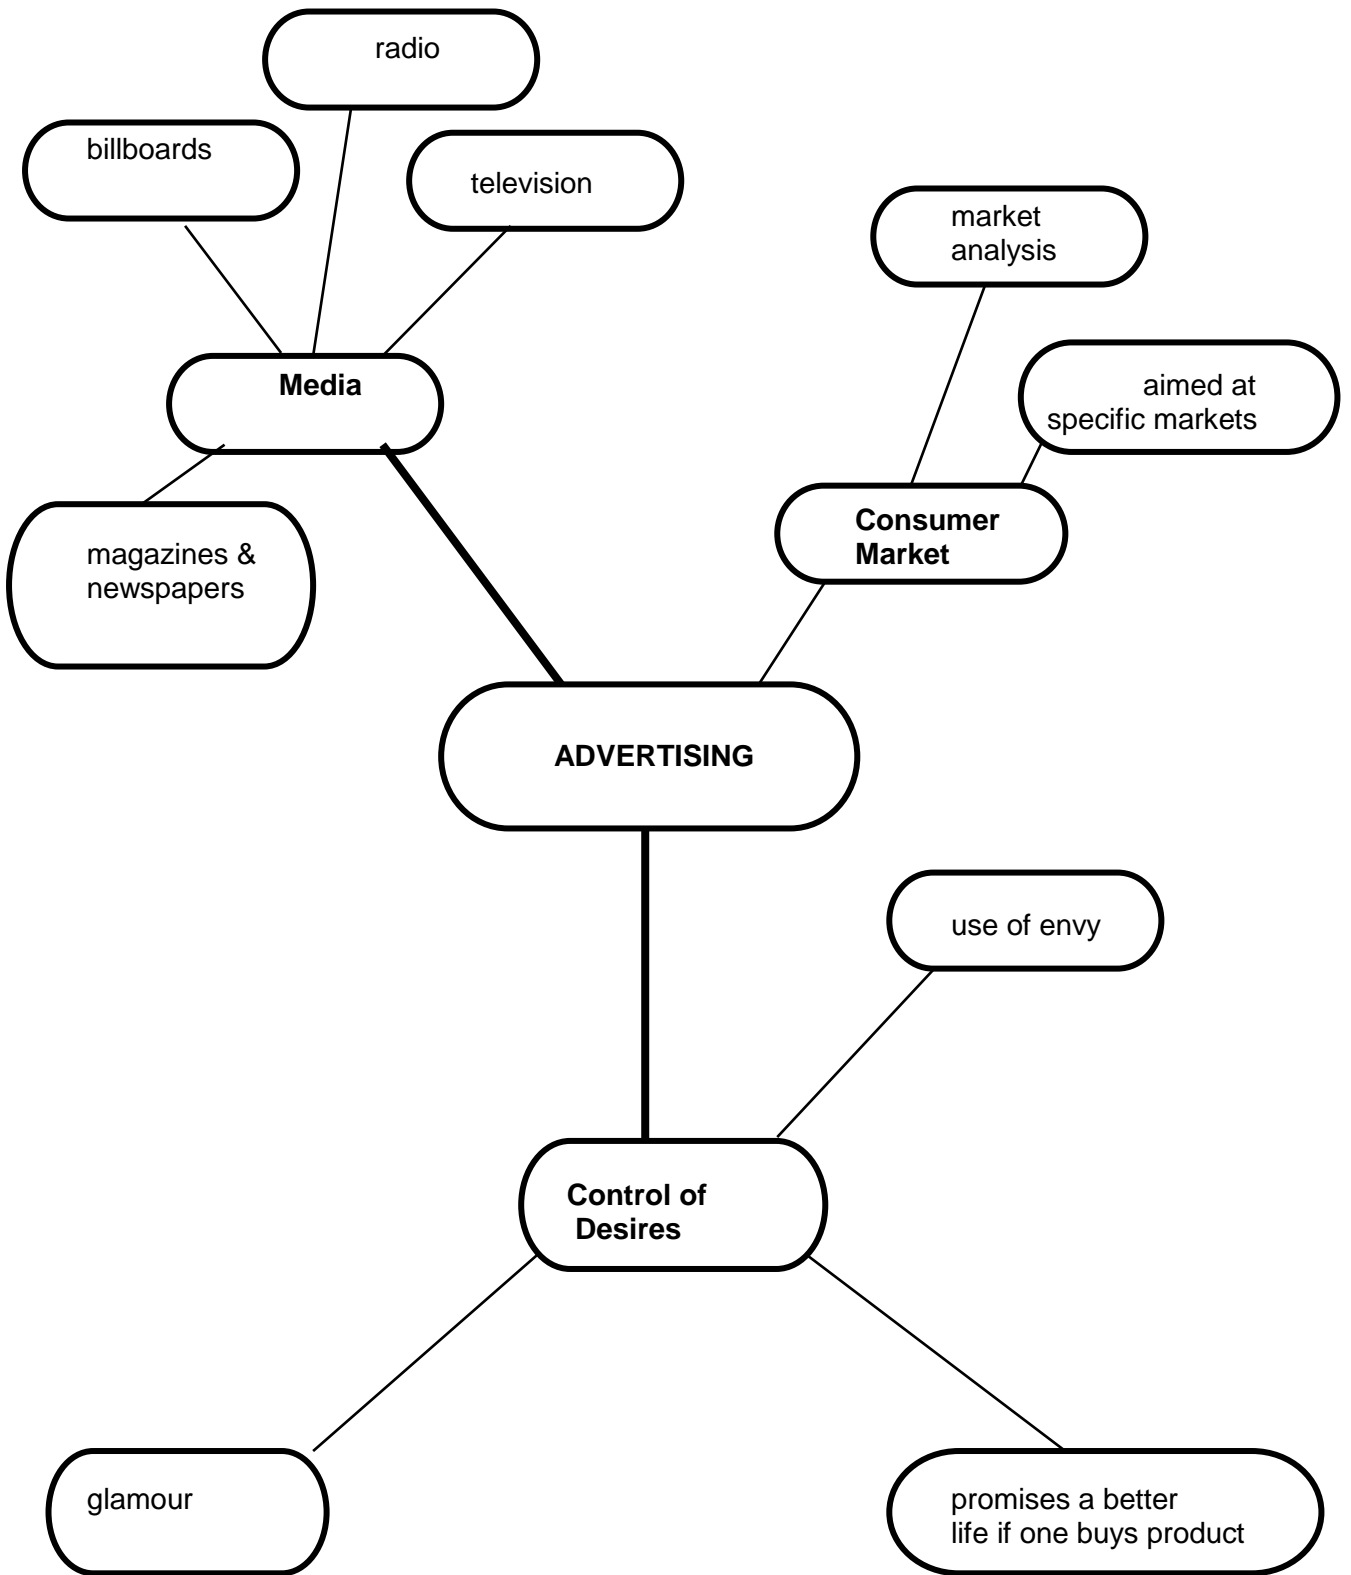 radio
billboards
television
market
analysis
Media
aimed at
specific markets
Consumer
Market
magazines &
newspapers
ADVERTISING
use of envy
Control of
Desires
glamour
promises a better
life if one buys product